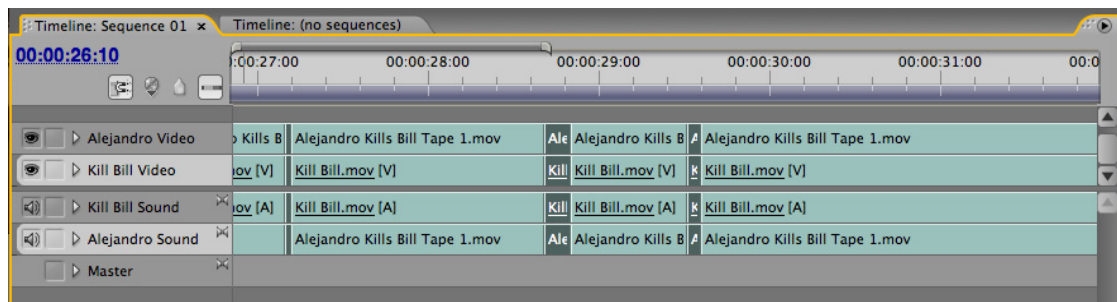 Timeline: Sequence 01 × Timeline: (no sequences)
00:00:26:10
):00:27:00 00:00:28:00 00:00:29:00 00:00:30:00 00:00:31:00 00:0
Alejandro Video Kills B Alejandro Kills Bill Tape 1.mov Ale Alejandro Kills B A Alejandro Kills Bill Tape 1.mov
Kill Bill Video ov [V] Kill Bill.mov [V] Kill Kill Bill.mov [V] K Kill Bill.mov [V]
Kill Bill Sound ov [A] Kill Bill.mov [A] Kill Kill Bill.mov [A] K Kill Bill.mov [A]
Alejandro Sound Alejandro Kills Bill Tape 1.mov Ale Alejandro Kills B A Alejandro Kills Bill Tape 1.mov
Master